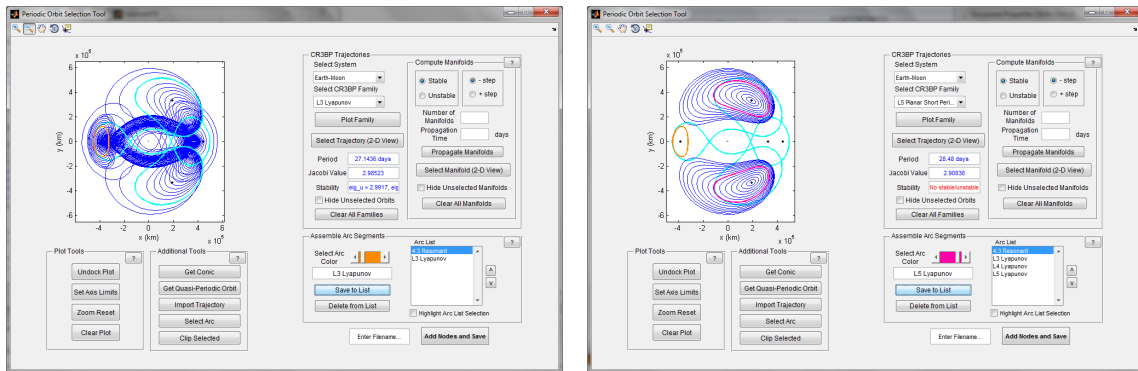 Periodic Orbit Selection Tool
x 10^5
6
4
2
0
-2
-4
-6
y (km)
-4 -2 0 2 4 6
x (km)
x 10^5
CR3BP Trajectories
Select System
Earth-Moon
Select CR3BP Family
L3 Lyapunov
Plot Family
Select Trajectory (2-D View)
Period 27.1436 days
Jacobi Value 2.98523
Stability eig_u = 2.9917, eig
Hide Unselected Orbits
Clear All Families
Compute Manifolds
?
Stable
Unstable
- step
+ step
Number of
Manifolds
Propagation
Time
days
Propagate Manifolds
Select Manifold (2-D View)
Hide Unselected Manifolds
Clear All Manifolds
Plot Tools
?
Undock Plot
Set Axis Limits
Zoom Reset
Clear Plot
Additional Tools
?
Get Conic
Get Quasi-Periodic Orbit
Import Trajectory
Select Arc
Clip Selected
Assemble Arc Segments
?
Select Arc
Color
L3 Lyapunov
Save to List
Delete from List
Arc List
4:3 Resonant
L3 Lyapunov
Highlight Arc List Selection
Enter Filename...
Add Nodes and Save
Periodic Orbit Selection Tool
x 10^5
6
4
2
0
-2
-4
-6
y (km)
-4 -2 0 2 4
x (km)
x 10^5
CR3BP Trajectories
Select System
Earth-Moon
Select CR3BP Family
L5 Planar Short Peri...
Plot Family
Select Trajectory (2-D View)
Period 28.48 days
Jacobi Value 2.90836
Stability No stable/unstable
Hide Unselected Orbits
Clear All Families
Compute Manifolds
?
Stable
Unstable
- step
+ step
Number of
Manifolds
Propagation
Time
days
Propagate Manifolds
Select Manifold (2-D View)
Hide Unselected Manifolds
Clear All Manifolds
Plot Tools
?
Undock Plot
Set Axis Limits
Zoom Reset
Clear Plot
Additional Tools
?
Get Conic
Get Quasi-Periodic Orbit
Import Trajectory
Select Arc
Clip Selected
Assemble Arc Segments
?
Select Arc
Color
L5 Lyapunov
Save to List
Delete from List
Arc List
4:3 Resonant
L3 Lyapunov
L4 Lyapunov
L5 Lyapunov
Highlight Arc List Selection
Enter Filename...
Add Nodes and Save